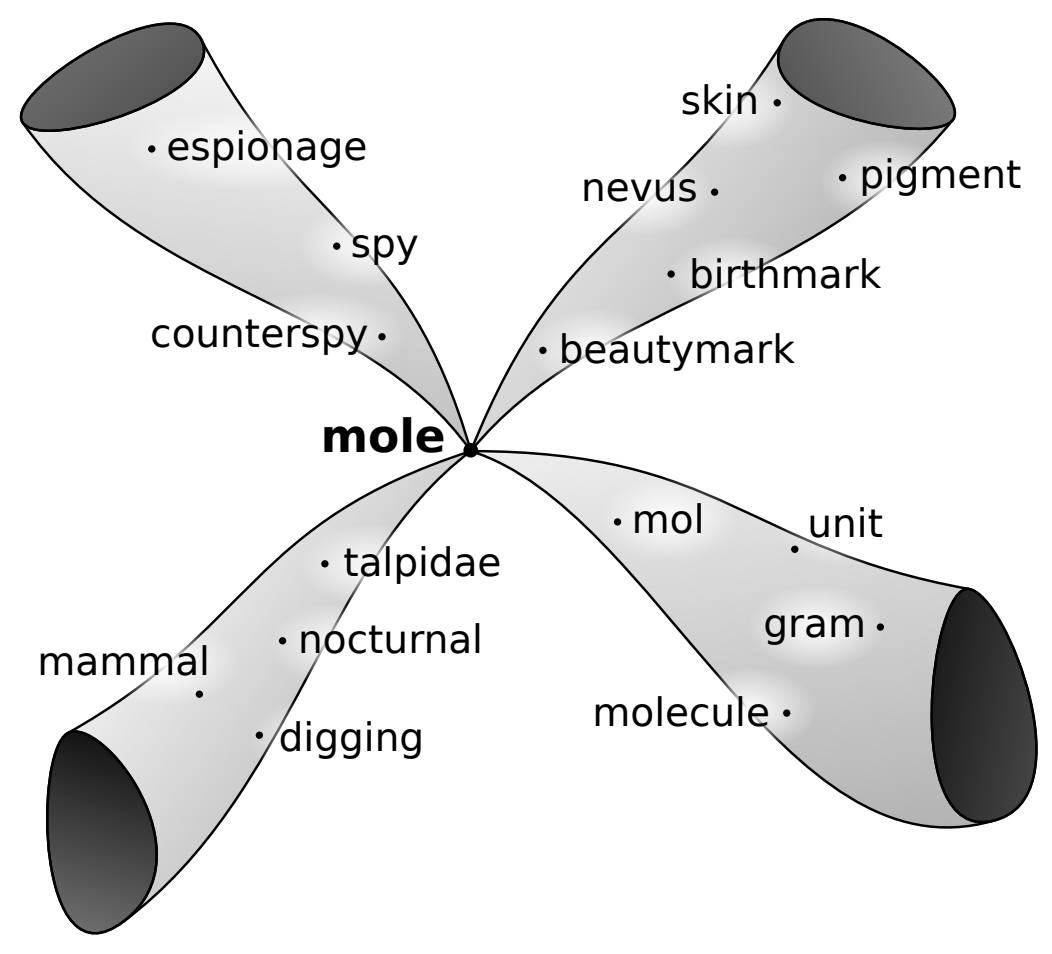 espionage
spy
counterspy
skin
pigment
nevus
birthmark
beautymark
mole
talpidae
nocturnal
mammal
digging
mol
unit
gram
molecule